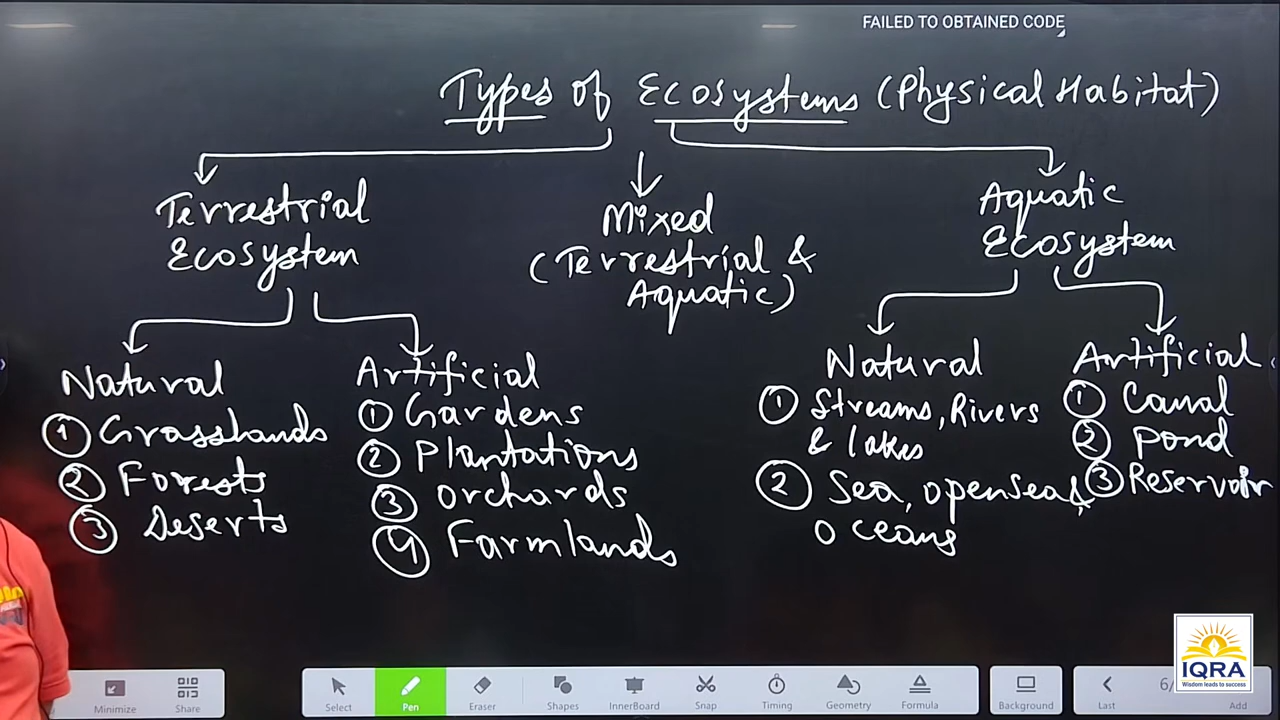 FAILED TO OBTAINED CODE
Types of Ecosystems (Physical Habitat)
Terrestrial
Ecosystem
Natural
① Grasslands
② Forests
③ Deserts
Artificial
① Gardens
② Plantations
③ Orchards
④ Farmlands
Mixed
(Terrestrial &
Aquatic)
Aquatic
Ecosystem
Natural
① Streams, Rivers
& lakes
② Sea, open sea &
oceans
Artificial
① Canal
② Pond
③ Reservoir
IQRA
Wisdom leads to success
Minimize
Share
Select
Pen
Eraser
Shapes
InnerBoard
Snap
Timing
Geometry
Formula
Background
Last
6/
Add